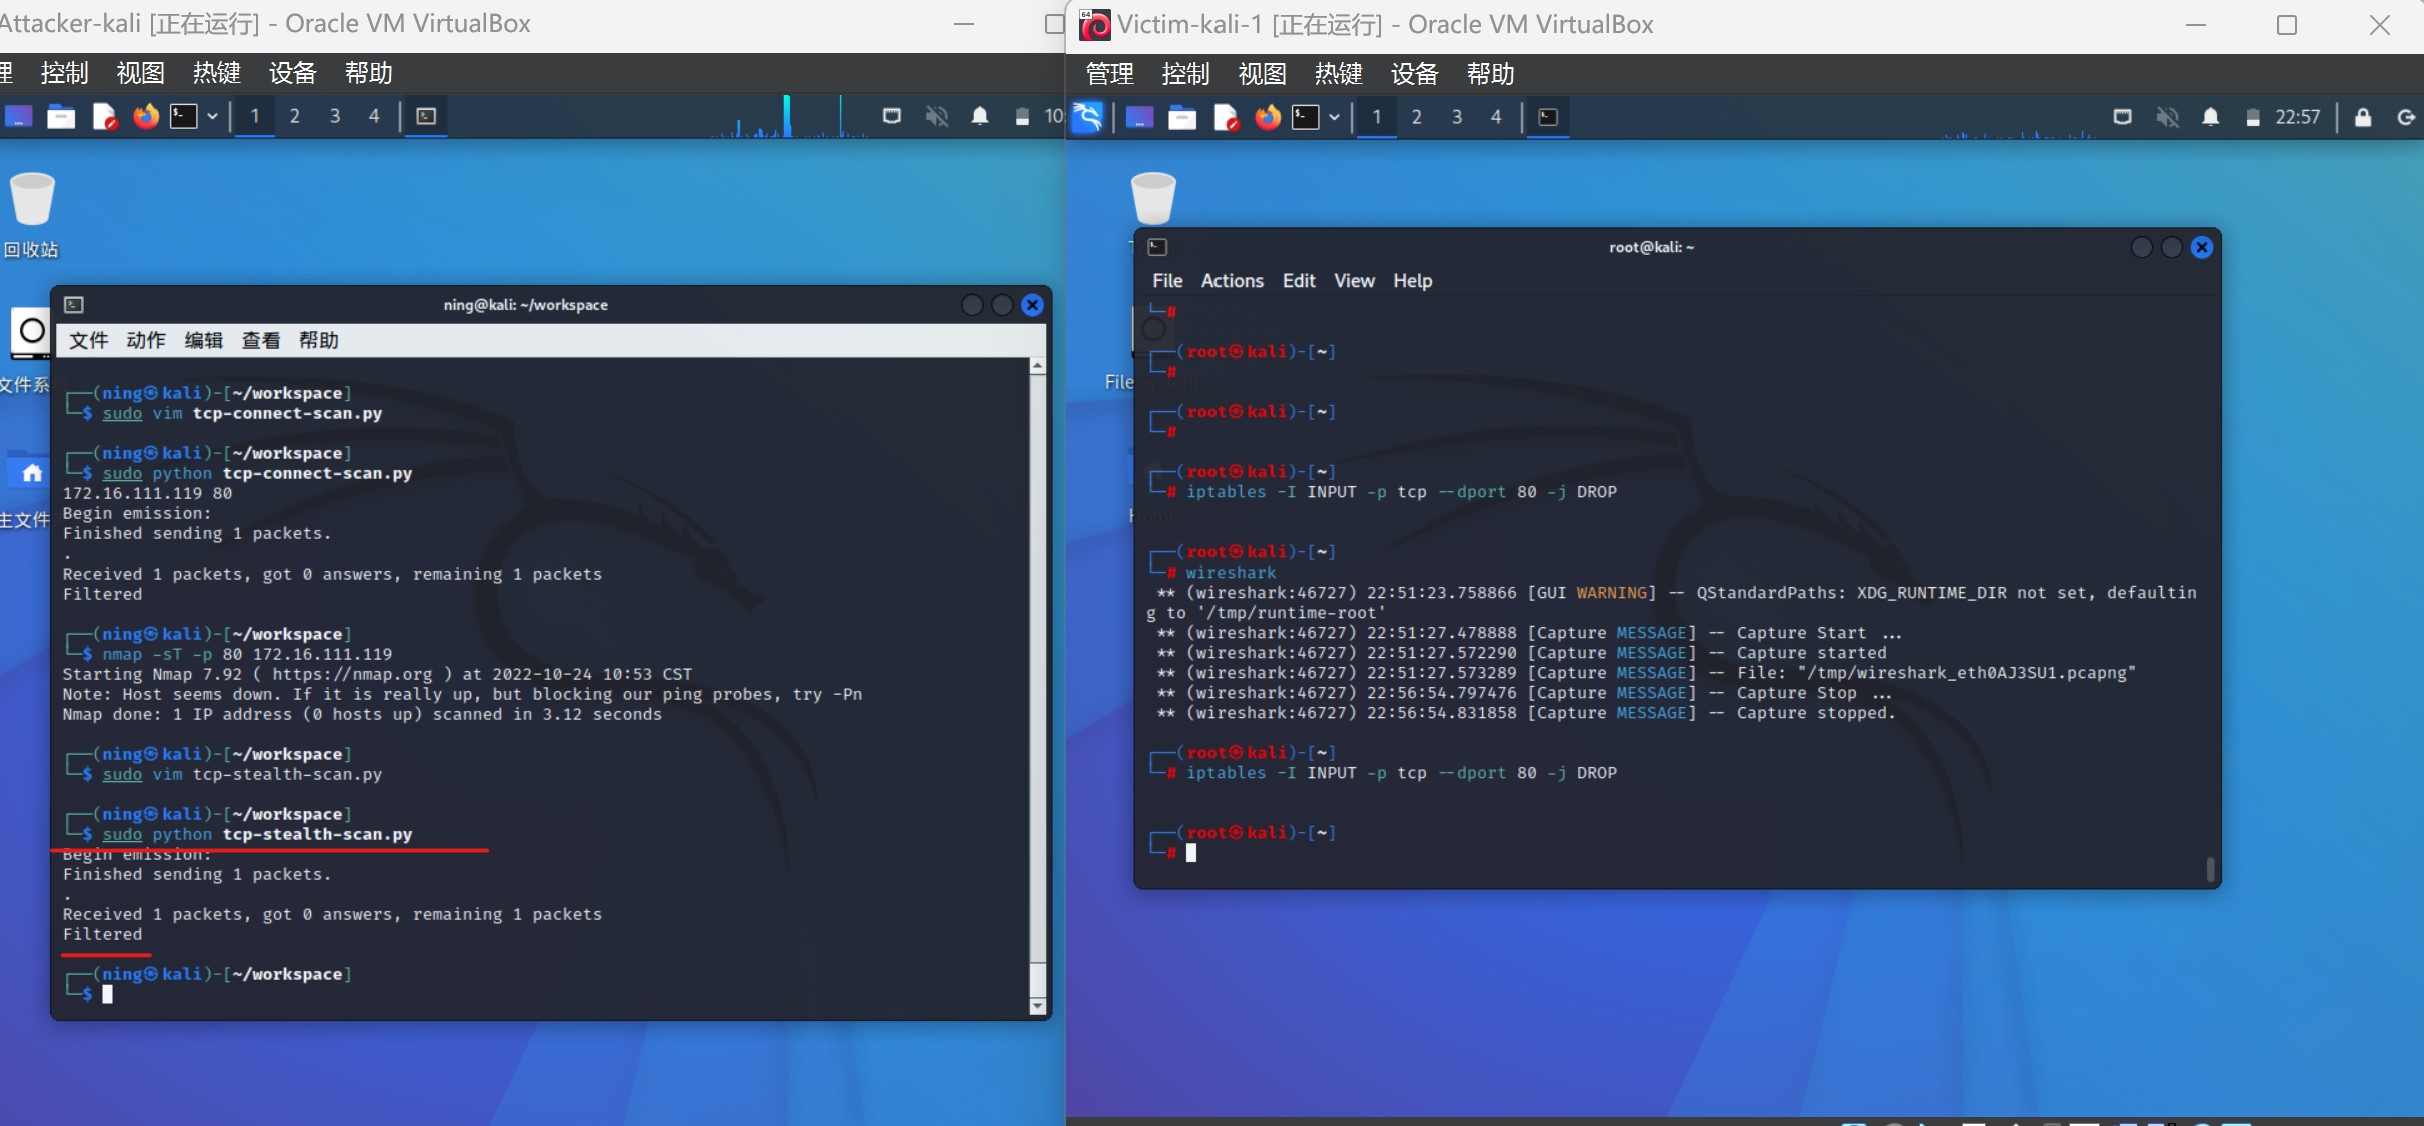 Attacker-kali [正在运行] - Oracle VM VirtualBox
理 控制 视图 热键 设备 帮助
1 2 3 4 10:
回收站
文件系
主文件
ning@kali: ~/workspace
文件 动作 编辑 查看 帮助
┌──(ning㉿kali)-[~/workspace]
└─$ sudo vim tcp-connect-scan.py
┌──(ning㉿kali)-[~/workspace]
└─$ sudo python tcp-connect-scan.py
172.16.111.119 80
Begin emission:
Finished sending 1 packets.
.
Received 1 packets, got 0 answers, remaining 1 packets
Filtered
┌──(ning㉿kali)-[~/workspace]
└─$ nmap -sT -p 80 172.16.111.119
Starting Nmap 7.92 ( https://nmap.org ) at 2022-10-24 10:53 CST
Note: Host seems down. If it is really up, but blocking our ping probes, try -Pn
Nmap done: 1 IP address (0 hosts up) scanned in 3.12 seconds
┌──(ning㉿kali)-[~/workspace]
└─$ sudo vim tcp-stealth-scan.py
┌──(ning㉿kali)-[~/workspace]
└─$ sudo python tcp-stealth-scan.py
Begin emission:
Finished sending 1 packets.
.
Received 1 packets, got 0 answers, remaining 1 packets
Filtered
┌──(ning㉿kali)-[~/workspace]
└─$
Victim-kali-1 [正在运行] - Oracle VM VirtualBox
管理 控制 视图 热键 设备 帮助
1 2 3 4 22:57
File System
Home
root@kali: ~
File Actions Edit View Help
└─#
┌──(root㉿kali)-[~]
└─#
┌──(root㉿kali)-[~]
└─#
┌──(root㉿kali)-[~]
└─# iptables -I INPUT -p tcp --dport 80 -j DROP
┌──(root㉿kali)-[~]
└─# wireshark
** (wireshark:46727) 22:51:23.758866 [GUI WARNING] -- QStandardPaths: XDG_RUNTIME_DIR not set, defaultin
g to '/tmp/runtime-root'
** (wireshark:46727) 22:51:27.478888 [Capture MESSAGE] -- Capture Start ...
** (wireshark:46727) 22:51:27.572290 [Capture MESSAGE] -- Capture started
** (wireshark:46727) 22:51:27.573289 [Capture MESSAGE] -- File: "/tmp/wireshark_eth0AJ3SU1.pcapng"
** (wireshark:46727) 22:56:54.797476 [Capture MESSAGE] -- Capture Stop ...
** (wireshark:46727) 22:56:54.831858 [Capture MESSAGE] -- Capture stopped.
┌──(root㉿kali)-[~]
└─# iptables -I INPUT -p tcp --dport 80 -j DROP
┌──(root㉿kali)-[~]
└─#